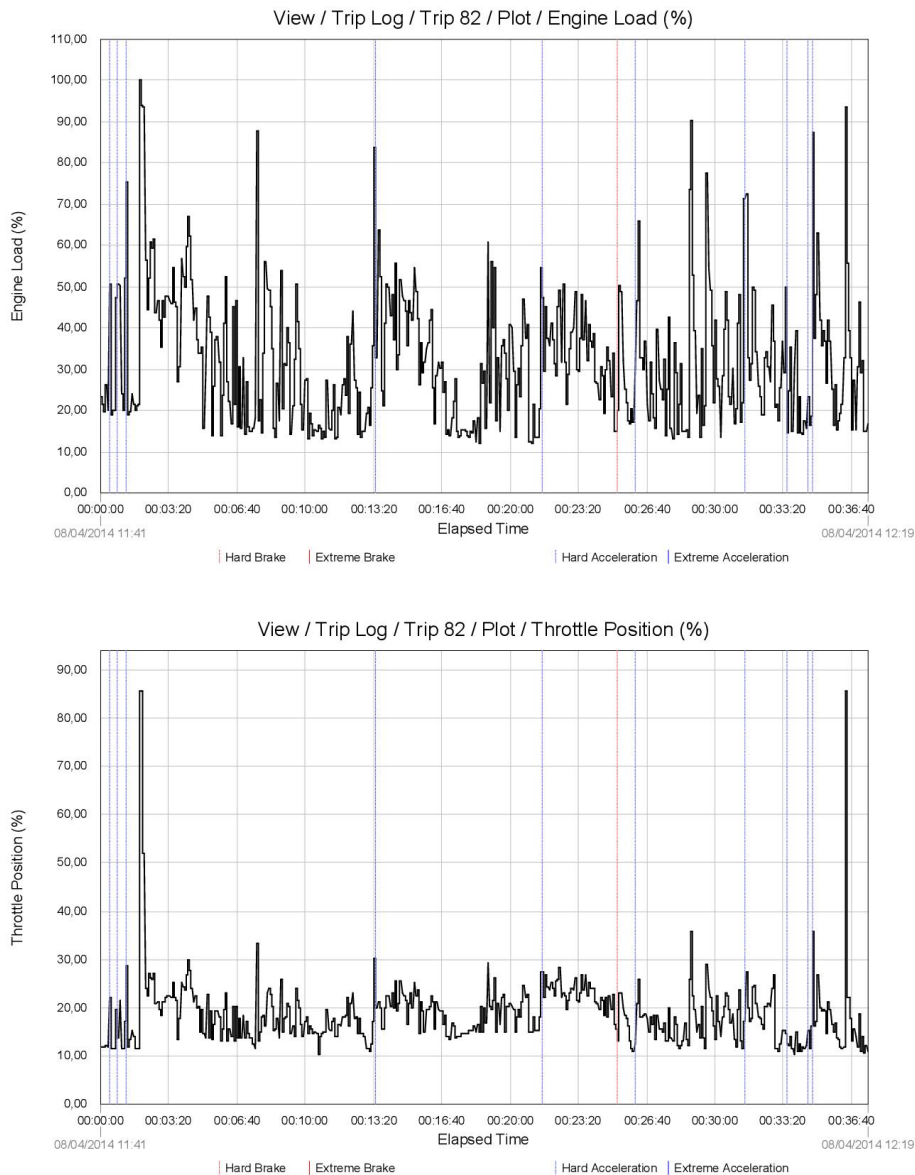 View / Trip Log / Trip 82 / Plot / Engine Load (%)
110,00
100,00
90,00
80,00
70,00
60,00
50,00
40,00
30,00
20,00
10,00
0,00
Engine Load (%)
00:00:00 00:03:20 00:06:40 00:10:00 00:13:20 00:16:40 00:20:00 00:23:20 00:26:40 00:30:00 00:33:20 00:36:40
Elapsed Time
08/04/2014 11:41 08/04/2014 12:19
Hard Brake Extreme Brake Hard Acceleration Extreme Acceleration
View / Trip Log / Trip 82 / Plot / Throttle Position (%)
90,00
80,00
70,00
60,00
50,00
40,00
30,00
20,00
10,00
0,00
Throttle Position (%)
00:00:00 00:03:20 00:06:40 00:10:00 00:13:20 00:16:40 00:20:00 00:23:20 00:26:40 00:30:00 00:33:20 00:36:40
Elapsed Time
08/04/2014 11:41 08/04/2014 12:19
Hard Brake Extreme Brake Hard Acceleration Extreme Acceleration